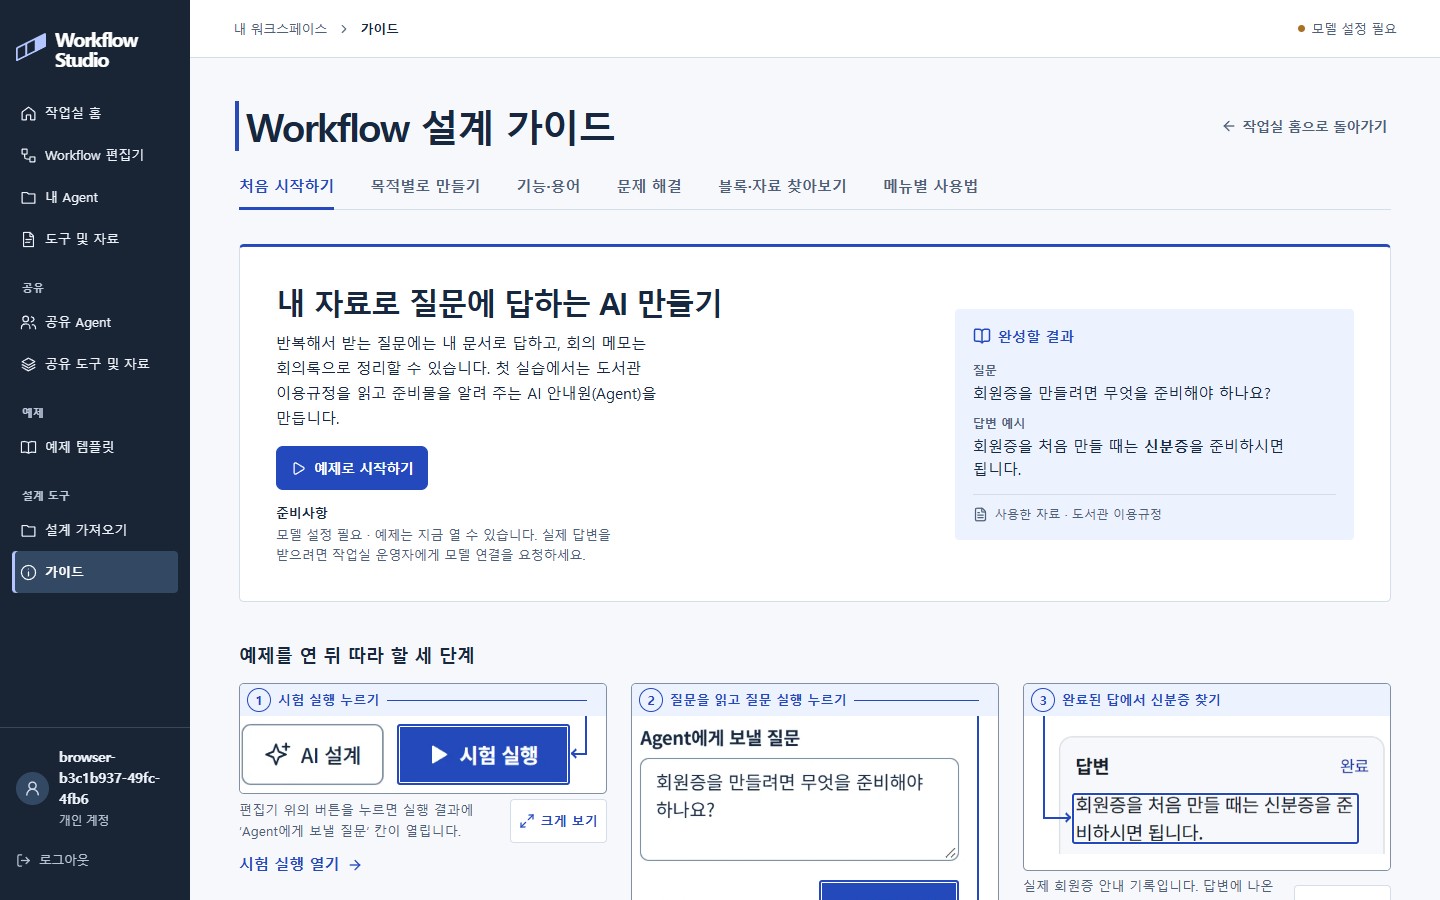 Workflow
Studio
작업실 홈
Workflow 편집기
내 Agent
도구 및 자료
공유
공유 Agent
공유 도구 및 자료
예제
예제 템플릿
설계 도구
설계 가져오기
가이드
browser-
b3c1b937-49fc-
4fb6
개인 계정
로그아웃
내 워크스페이스 > 가이드
모델 설정 필요
Workflow 설계 가이드
← 작업실 홈으로 돌아가기
처음 시작하기 목적별로 만들기 기능·용어 문제 해결 블록·자료 찾아보기 메뉴별 사용법
내 자료로 질문에 답하는 AI 만들기
반복해서 받는 질문에는 내 문서로 답하고, 회의 메모는
회의록으로 정리할 수 있습니다. 첫 실습에서는 도서관
이용규정을 읽고 준비물을 알려 주는 AI 안내원(Agent)을
만듭니다.
예제로 시작하기
준비사항
모델 설정 필요 · 예제는 지금 열 수 있습니다. 실제 답변을
받으려면 작업실 운영자에게 모델 연결을 요청하세요.
완성할 결과
질문
회원증을 만들려면 무엇을 준비해야 하나요?
답변 예시
회원증을 처음 만들 때는 신분증을 준비하시면
됩니다.
사용한 자료 · 도서관 이용규정
예제를 연 뒤 따라 할 세 단계
1 시험 실행 누르기
AI 설계
시험 실행
편집기 위의 버튼을 누르면 실행 결과에
'Agent에게 보낼 질문' 칸이 열립니다.
크게 보기
시험 실행 열기 →
2 질문을 읽고 질문 실행 누르기
Agent에게 보낼 질문
회원증을 만들려면 무엇을 준비해야
하나요?
3 완료된 답에서 신분증 찾기
답변
완료
회원증을 처음 만들 때는 신분증을 준
비하시면 됩니다.
실제 회원증 안내 기록입니다. 답변에 나온